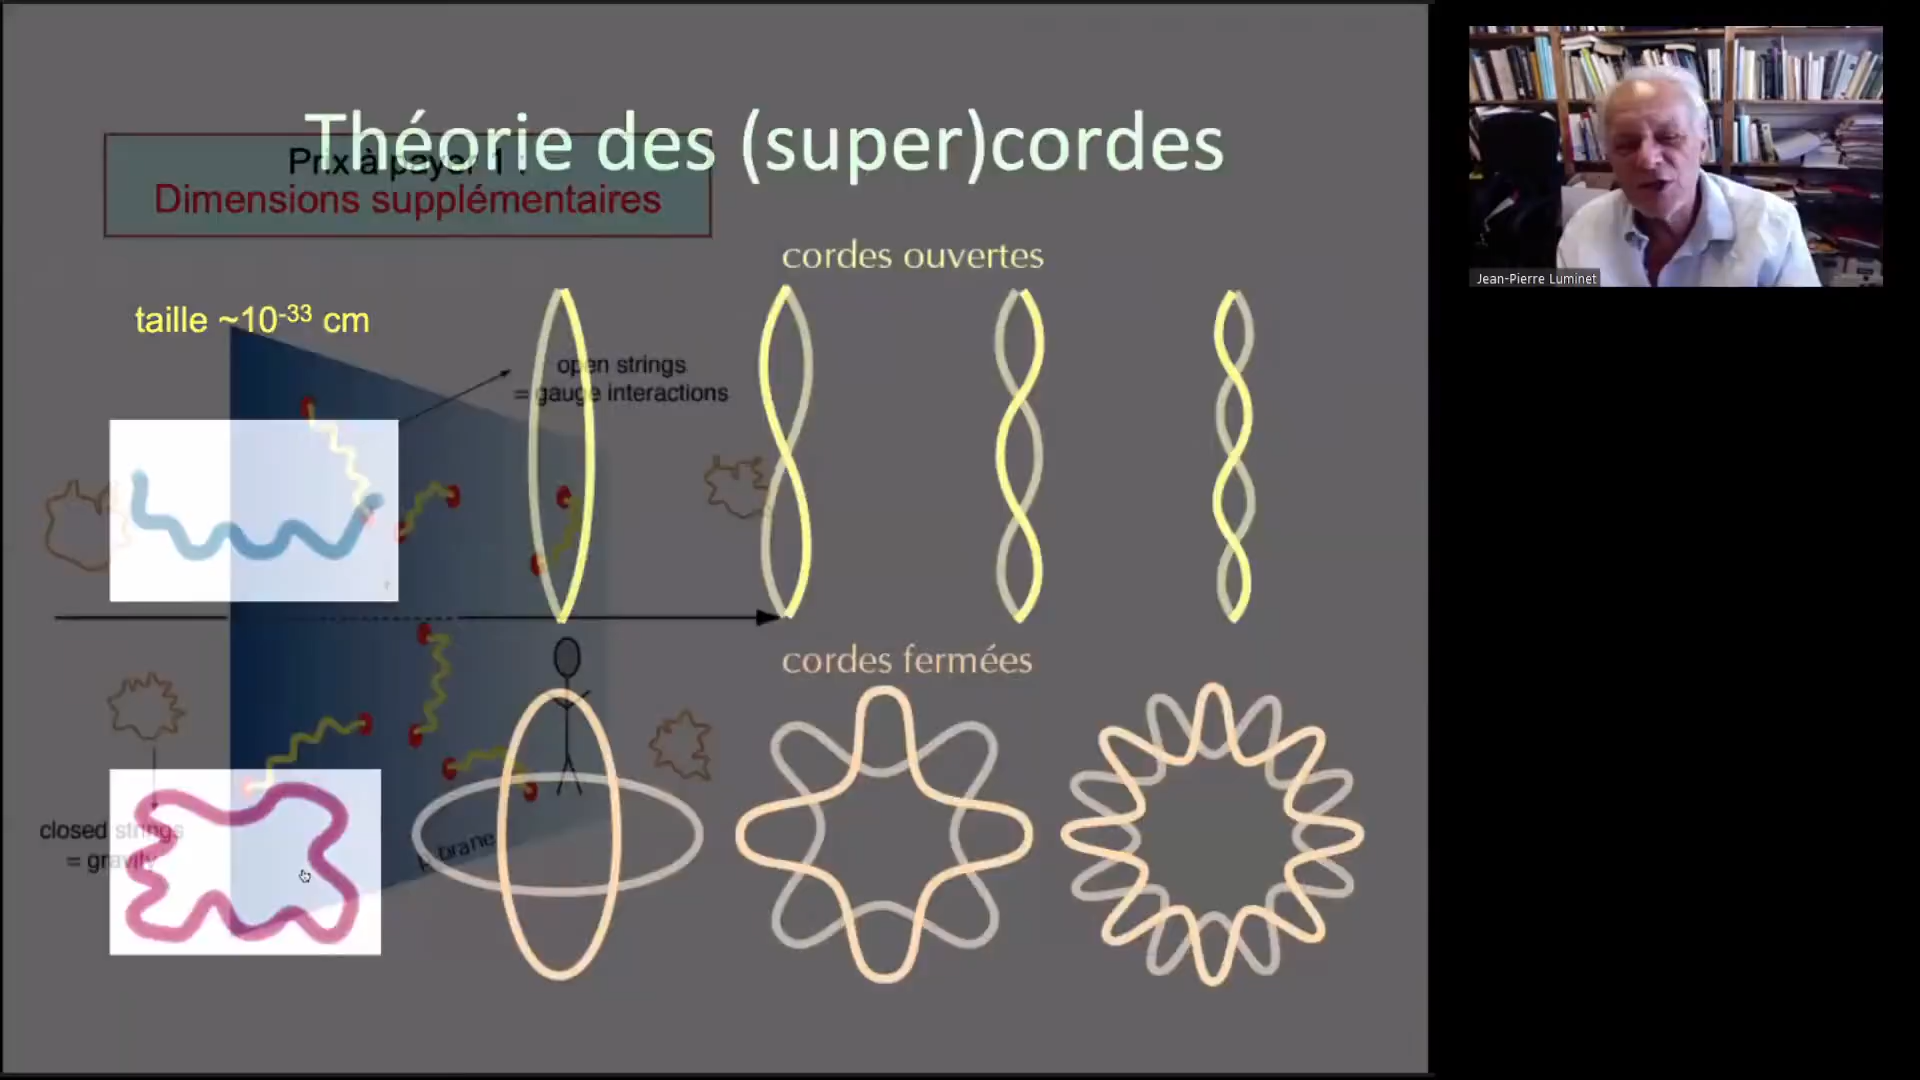 Théorie des (super)cordes
Prix à payer 1 :
Dimensions supplémentaires
cordes ouvertes
taille ~10⁻³³ cm
open strings
= gauge interactions
cordes fermées
closed strings
= gravity
p-brane
Jean-Pierre Luminet